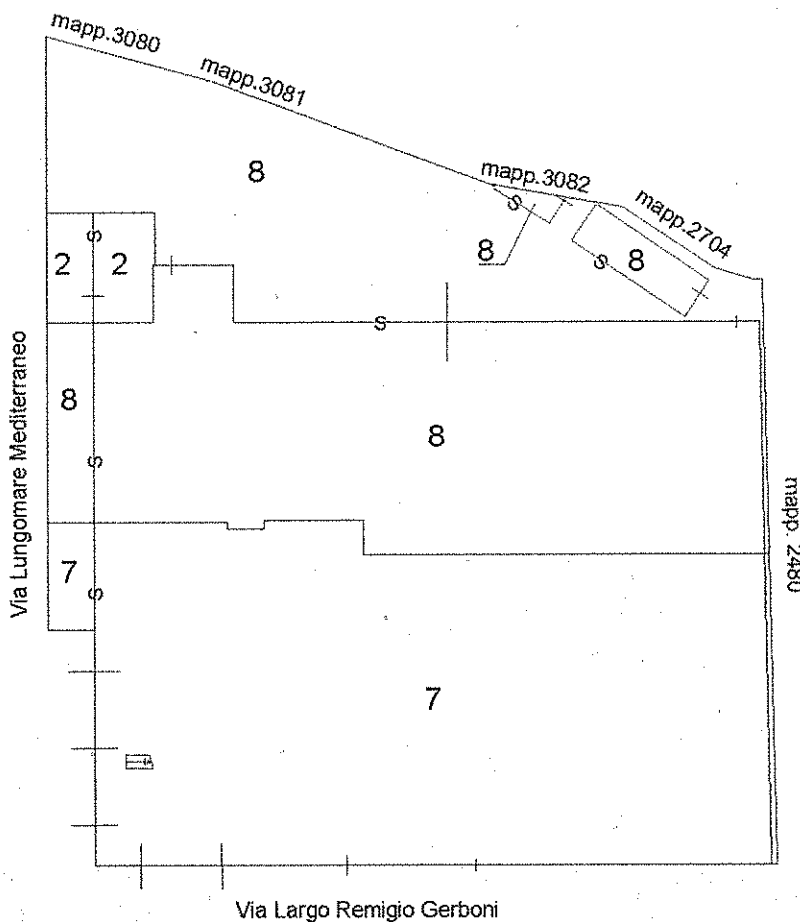 mapp.3080
mapp.3081
8
mapp.3082
mapp.2704
S
8
8
S
S
2
2
S
Via Lungomare Mediterraneo
8
8
S
mapp. 2480
7
S
7
Via Largo Remigio Gerboni